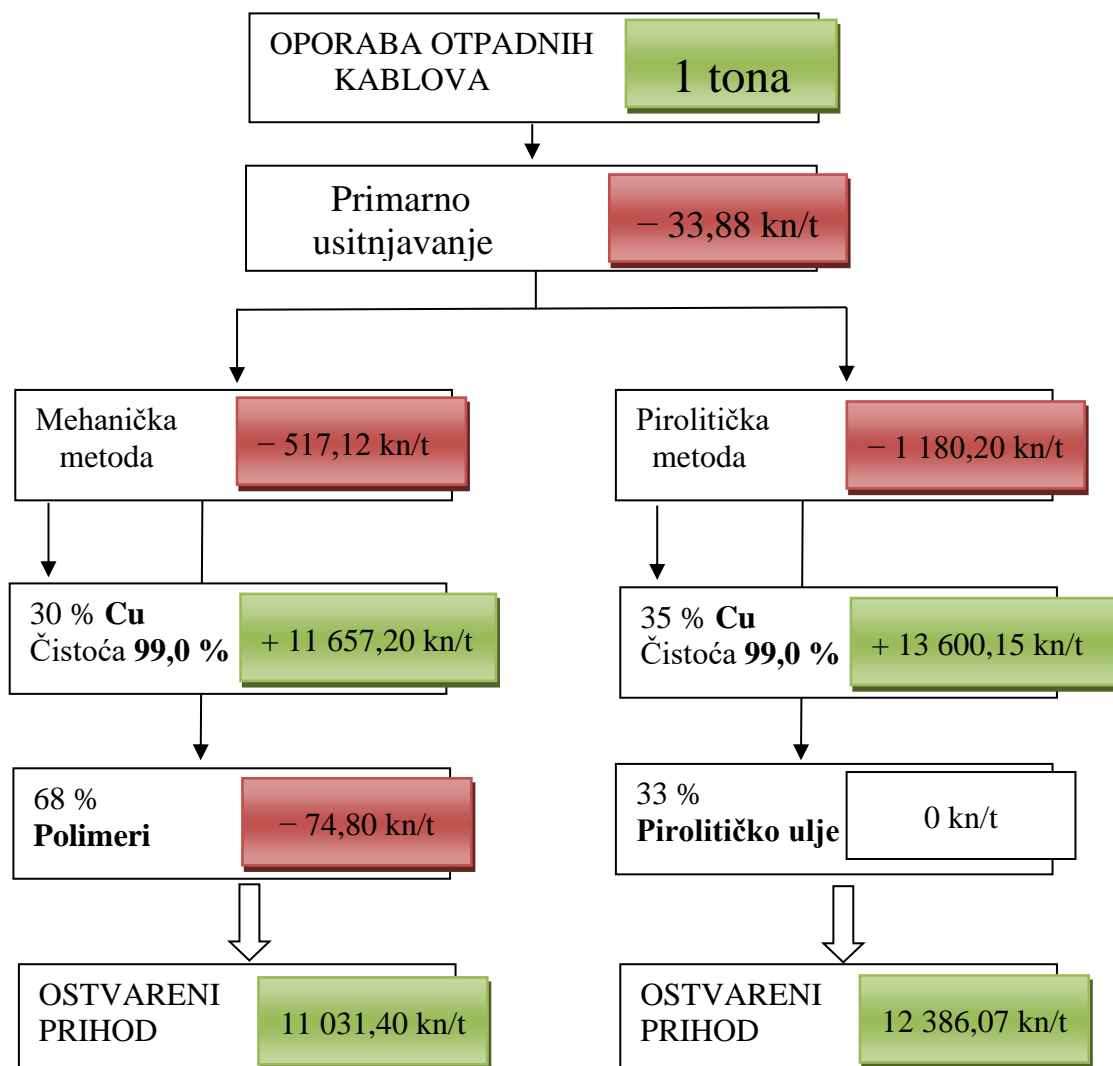 OPORABA OTPADNIH
KABLOVA
1 tona
Primarno
usitnjavanje
− 33,88 kn/t
Mehanička
metoda
− 517,12 kn/t
Pirolitička
metoda
− 1 180,20 kn/t
30 % Cu
Čistoća 99,0 %
+ 11 657,20 kn/t
35 % Cu
Čistoća 99,0 %
+ 13 600,15 kn/t
68 %
Polimeri
− 74,80 kn/t
33 %
Pirolitičko ulje
0 kn/t
OSTVARENI
PRIHOD
11 031,40 kn/t
OSTVARENI
PRIHOD
12 386,07 kn/t